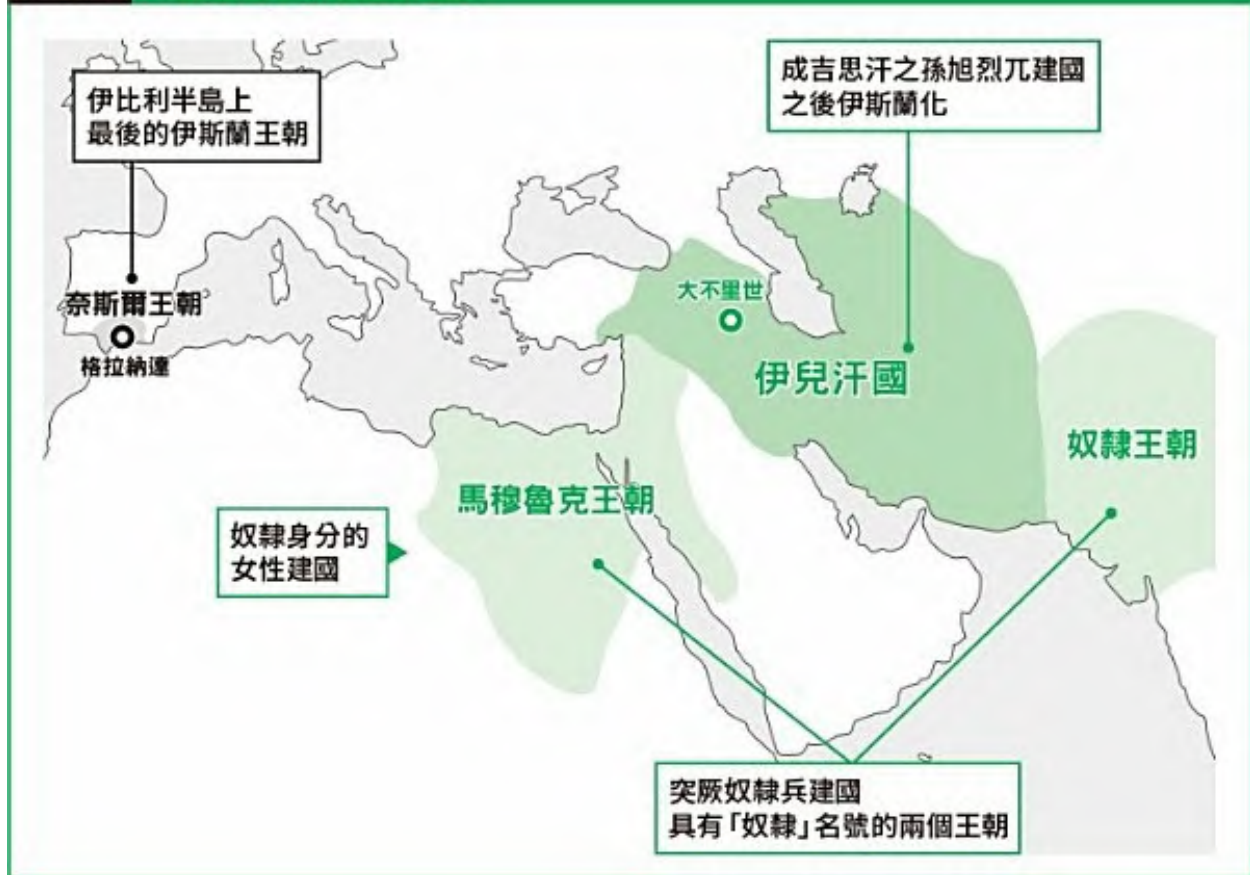 伊比利半島上
最後的伊斯蘭王朝
成吉思汗之孫旭烈兀建國
之後伊斯蘭化
奈斯爾王朝
格拉納達
大不里世
伊兒汗國
奴隸王朝
馬穆魯克王朝
奴隸身分的
女性建國
突厥奴隸兵建國
具有「奴隸」名號的兩個王朝